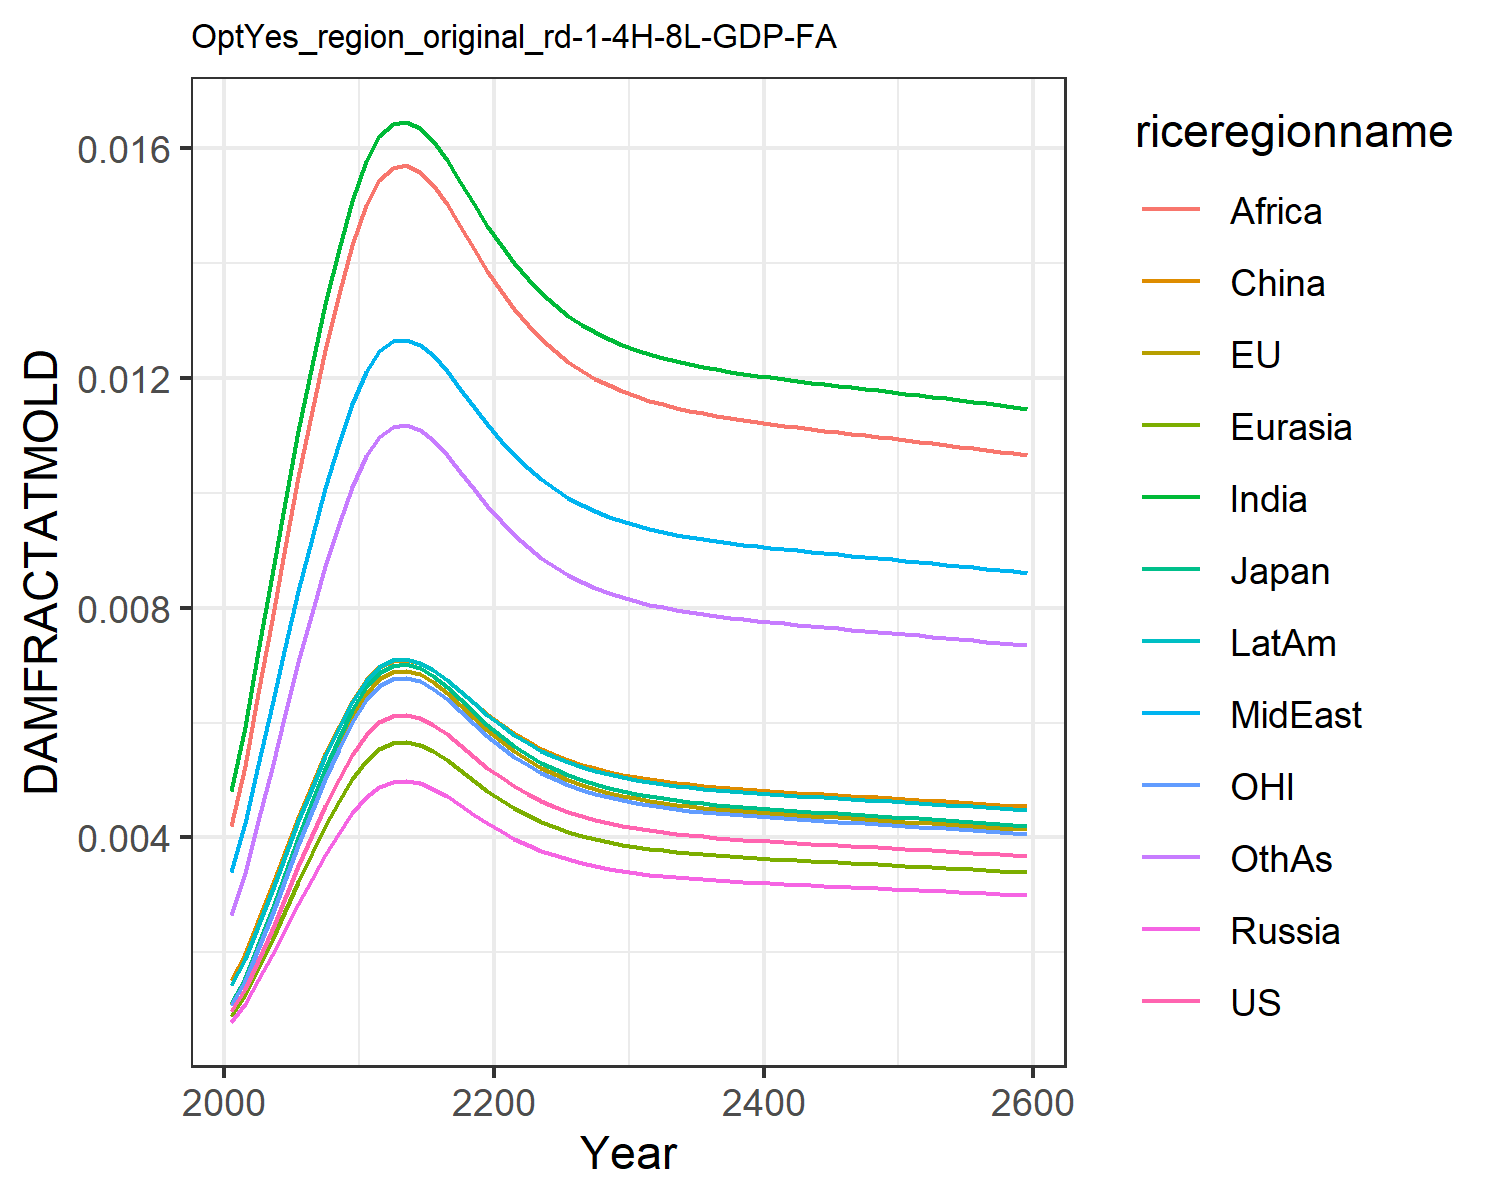 OptYes_region_original_rd-1-4H-8L-GDP-FA
DAMFRACTATMOLD
0.016
0.012
0.008
0.004
2000 2200 2400 2600
Year
riceregionname
Africa
China
EU
Eurasia
India
Japan
LatAm
MidEast
OHI
OthAs
Russia
US